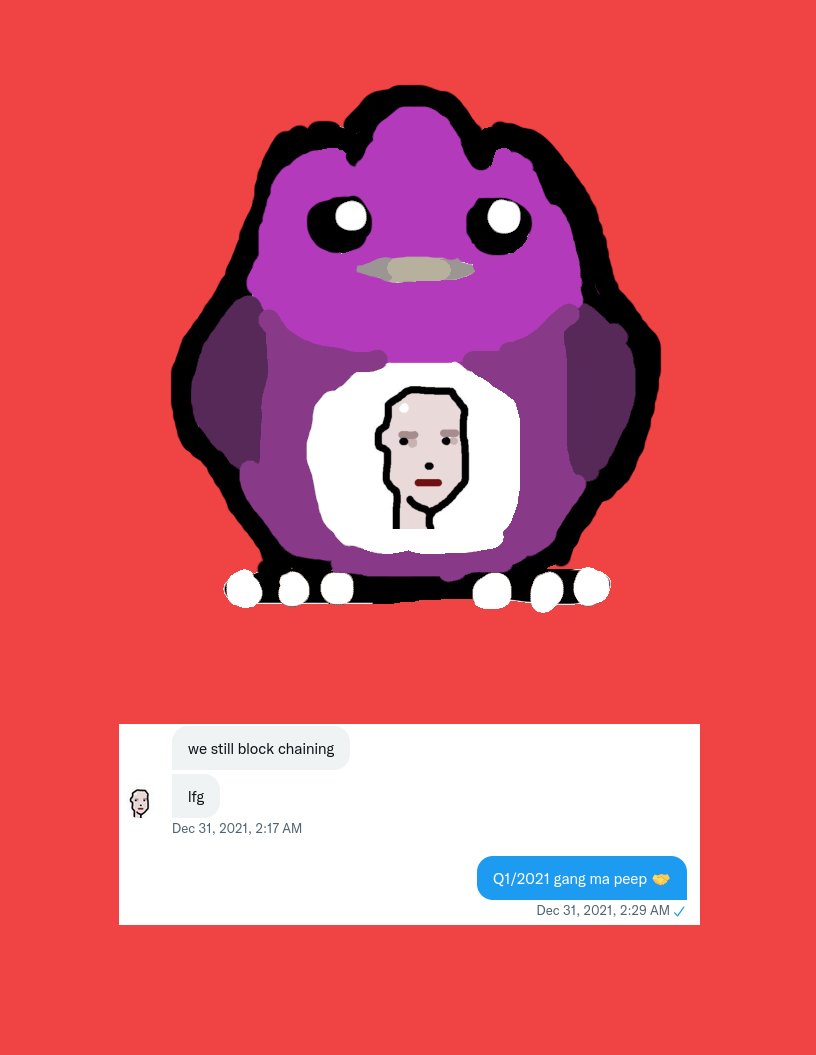 we still block chaining
lfg
Dec 31, 2021, 2:17 AM
Q1/2021 gang ma peep 🤝
Dec 31, 2021, 2:29 AM ✓